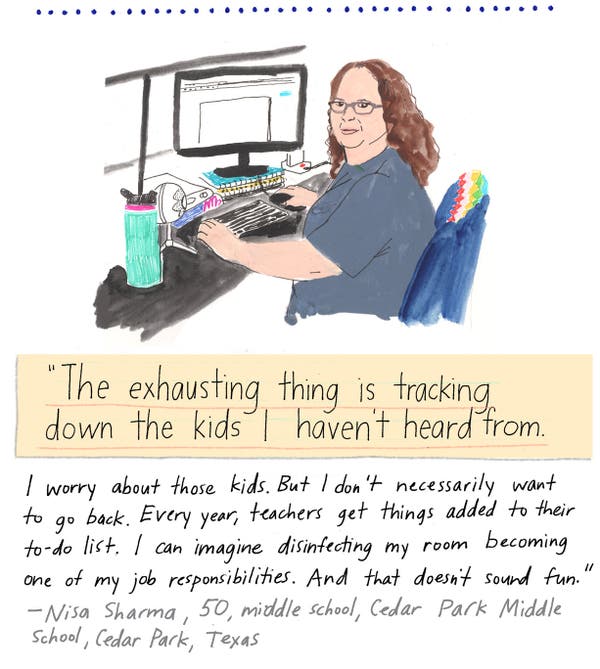 "The exhausting thing is tracking
down the kids I haven't heard from.
I worry about those kids. But I don't necessarily want
to go back. Every year, teachers get things added to their
to-do list. I can imagine disinfecting my room becoming
one of my job responsibilities. And that doesn't sound fun."
—Nisa Sharma, 50, middle school, Cedar Park Middle
School, Cedar Park, Texas